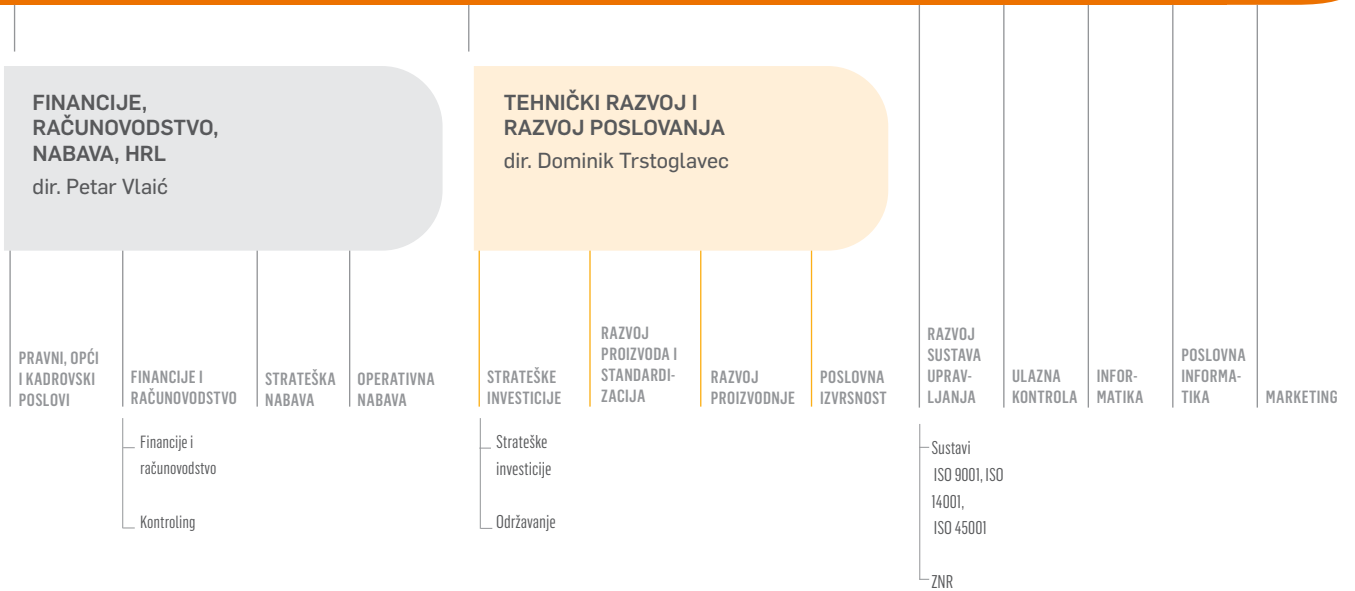 FINANCIJE,
RAČUNOVODSTVO,
NABAVA, HRL
dir. Petar Vlaić
TEHNIČKI RAZVOJ I
RAZVOJ POSLOVANJA
dir. Dominik Trstoglavec
PRAVNI, OPĆI
I KADROVSKI
POSLOVI
FINANCIJE I
RAČUNOVODSTVO
STRATEŠKA
NABAVA
OPERATIVNA
NABAVA
STRATEŠKE
INVESTICIJE
RAZVOJ
PROIZVODA I
STANDARDI-
ZACIJA
RAZVOJ
PROIZVODNJE
POSLOVNA
IZVRSNOST
RAZVOJ
SUSTAVA
UPRAV-
LJANJA
ULAZNA
KONTROLA
INFOR-
MATIKA
POSLOVNA
INFORMA-
TIKA
MARKETING
Financije i
računovodstvo
Kontroling
Strateške
investicije
Održavanje
Sustavi
ISO 9001, ISO
14001,
ISO 45001
ZNR